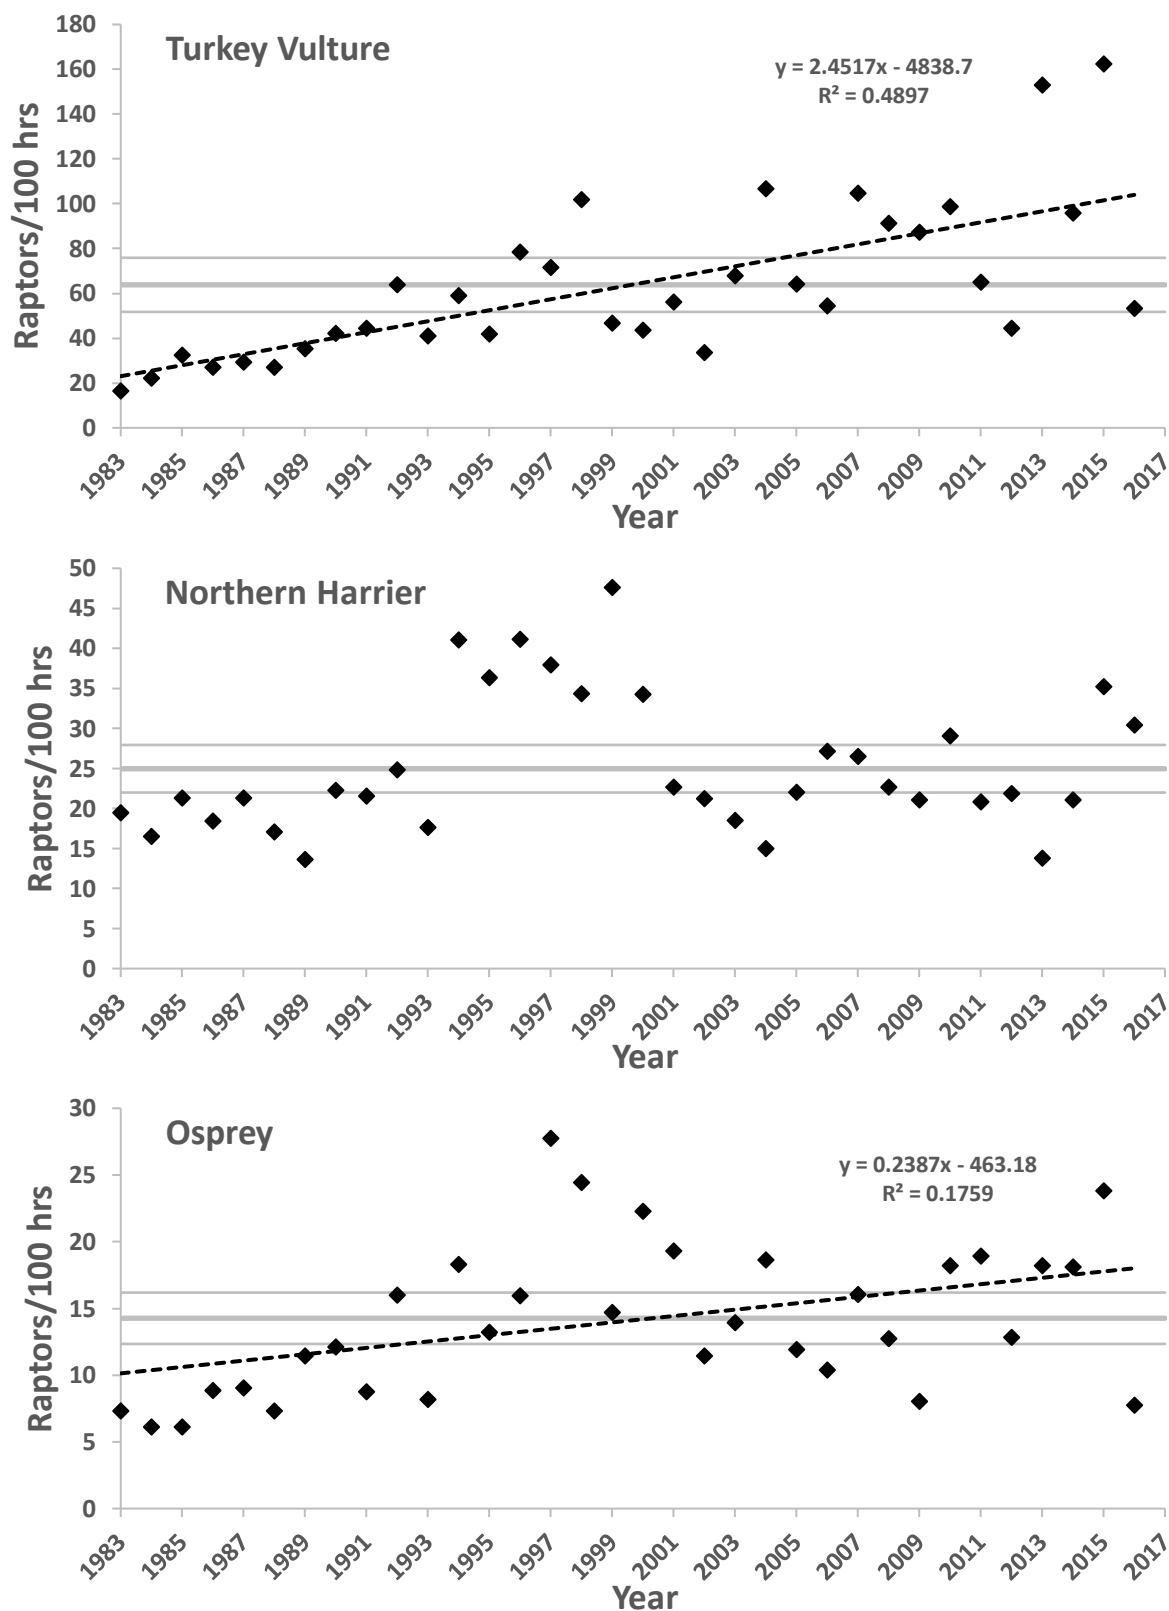 Turkey Vulture
y = 2.4517x - 4838.7
R² = 0.4897
Raptors/100 hrs
180
160
140
120
100
80
60
40
20
0
1983 1985 1987 1989 1991 1993 1995 1997 1999 2001 2003 2005 2007 2009 2011 2013 2015 2017
Year
Northern Harrier
Raptors/100 hrs
50
45
40
35
30
25
20
15
10
5
0
1983 1985 1987 1989 1991 1993 1995 1997 1999 2001 2003 2005 2007 2009 2011 2013 2015 2017
Year
Osprey
y = 0.2387x - 463.18
R² = 0.1759
Raptors/100 hrs
30
25
20
15
10
5
0
1983 1985 1987 1989 1991 1993 1995 1997 1999 2001 2003 2005 2007 2009 2011 2013 2015 2017
Year